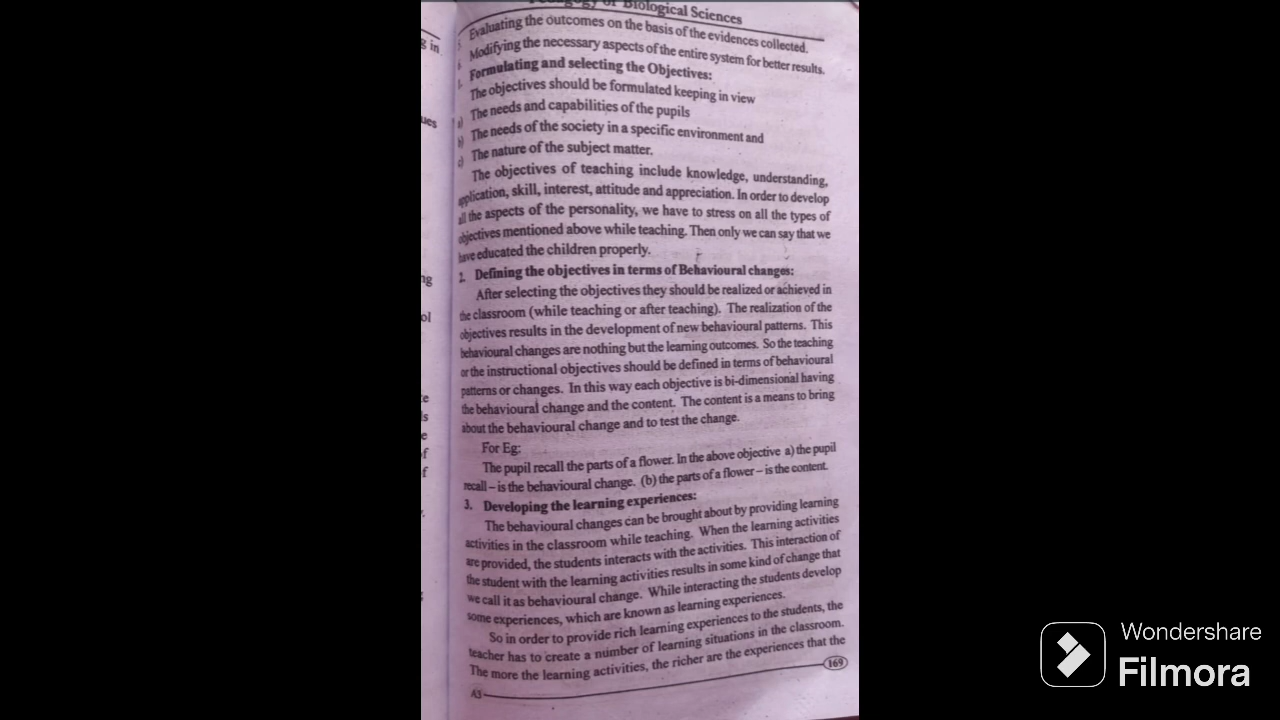 Pedagogy of Biological Sciences
5. Evaluating the outcomes on the basis of the evidences collected.
6. Modifying the necessary aspects of the entire system for better results.
1. Formulating and selecting the Objectives:
The objectives should be formulated keeping in view
a) The needs and capabilities of the pupils
b) The needs of the society in a specific environment and
c) The nature of the subject matter.
The objectives of teaching include knowledge, understanding,
application, skill, interest, attitude and appreciation. In order to develop
all the aspects of the personality, we have to stress on all the types of
objectives mentioned above while teaching. Then only we can say that we
have educated the children properly.
2. Defining the objectives in terms of Behavioural changes:
After selecting the objectives they should be realized or achieved in
the classroom (while teaching or after teaching). The realization of the
objectives results in the development of new behavioural patterns. This
behavioural changes are nothing but the learning outcomes. So the teaching
or the instructional objectives should be defined in terms of behavioural
patterns or changes. In this way each objective is bi-dimensional having
the behavioural change and the content. The content is a means to bring
about the behavioural change and to test the change.
For Eg:
The pupil recall the parts of a flower. In the above objective a) the pupil
recall – is the behavioural change. (b) the parts of a flower – is the content.
3. Developing the learning experiences:
The behavioural changes can be brought about by providing learning
activities in the classroom while teaching. When the learning activities
are provided, the students interacts with the activities. This interaction of
the student with the learning activities results in some kind of change that
we call it as behavioural change. While interacting the students develop
some experiences, which are known as learning experiences.
So in order to provide rich learning experiences to the students, the
teacher has to create a number of learning situations in the classroom.
The more the learning activities, the richer are the experiences that the
169
A3
Wondershare
Filmora